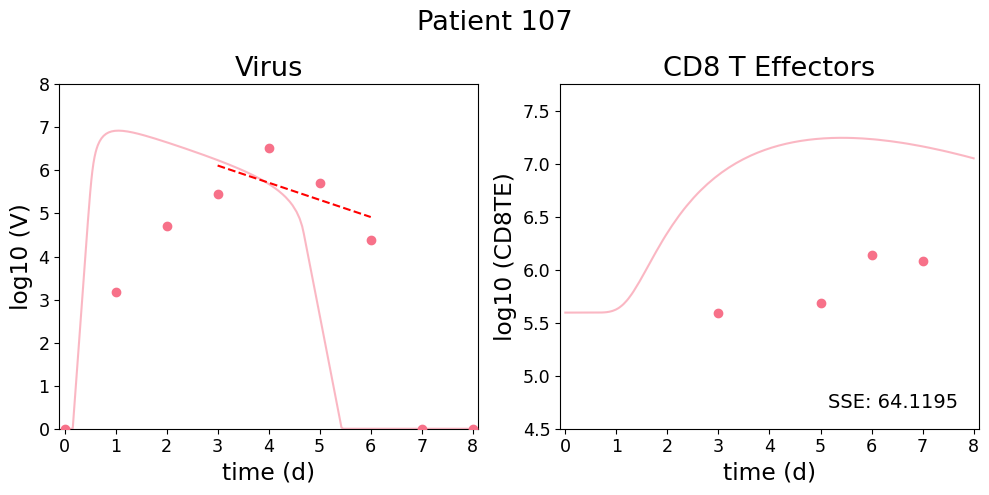 Patient 107
Virus
CD8 T Effectors
log10 (V)
8
7
6
5
4
3
2
1
0
0 1 2 3 4 5 6 7 8
time (d)
log10 (CD8TE)
7.5
7.0
6.5
6.0
5.5
5.0
4.5
SSE: 64.1195
0 1 2 3 4 5 6 7 8
time (d)